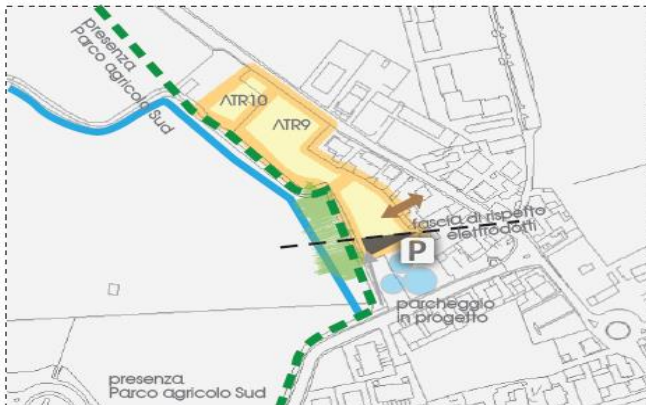 presenza
Parco agricolo Sud
ATR10
ATR9
fascia di rispetto
elettrodotti
P
parcheggio
in progetto
presenza
Parco agricolo Sud